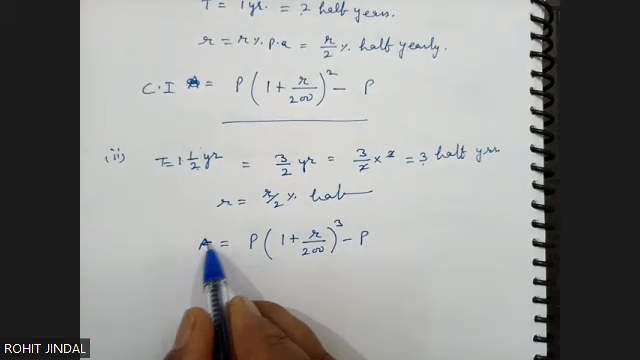 T = 1 yr. = 2 half years.
r = r%. p.a = r/2 %. half yearly.
C.I = P(1 + r/200)^2 - P
(ii) T = 1 1/2 yr = 3/2 yr = 3/2 × 2 = 3 half yrs
r = r/2 %. half
A = P(1 + r/200)^3 - P
ROHIT JINDAL